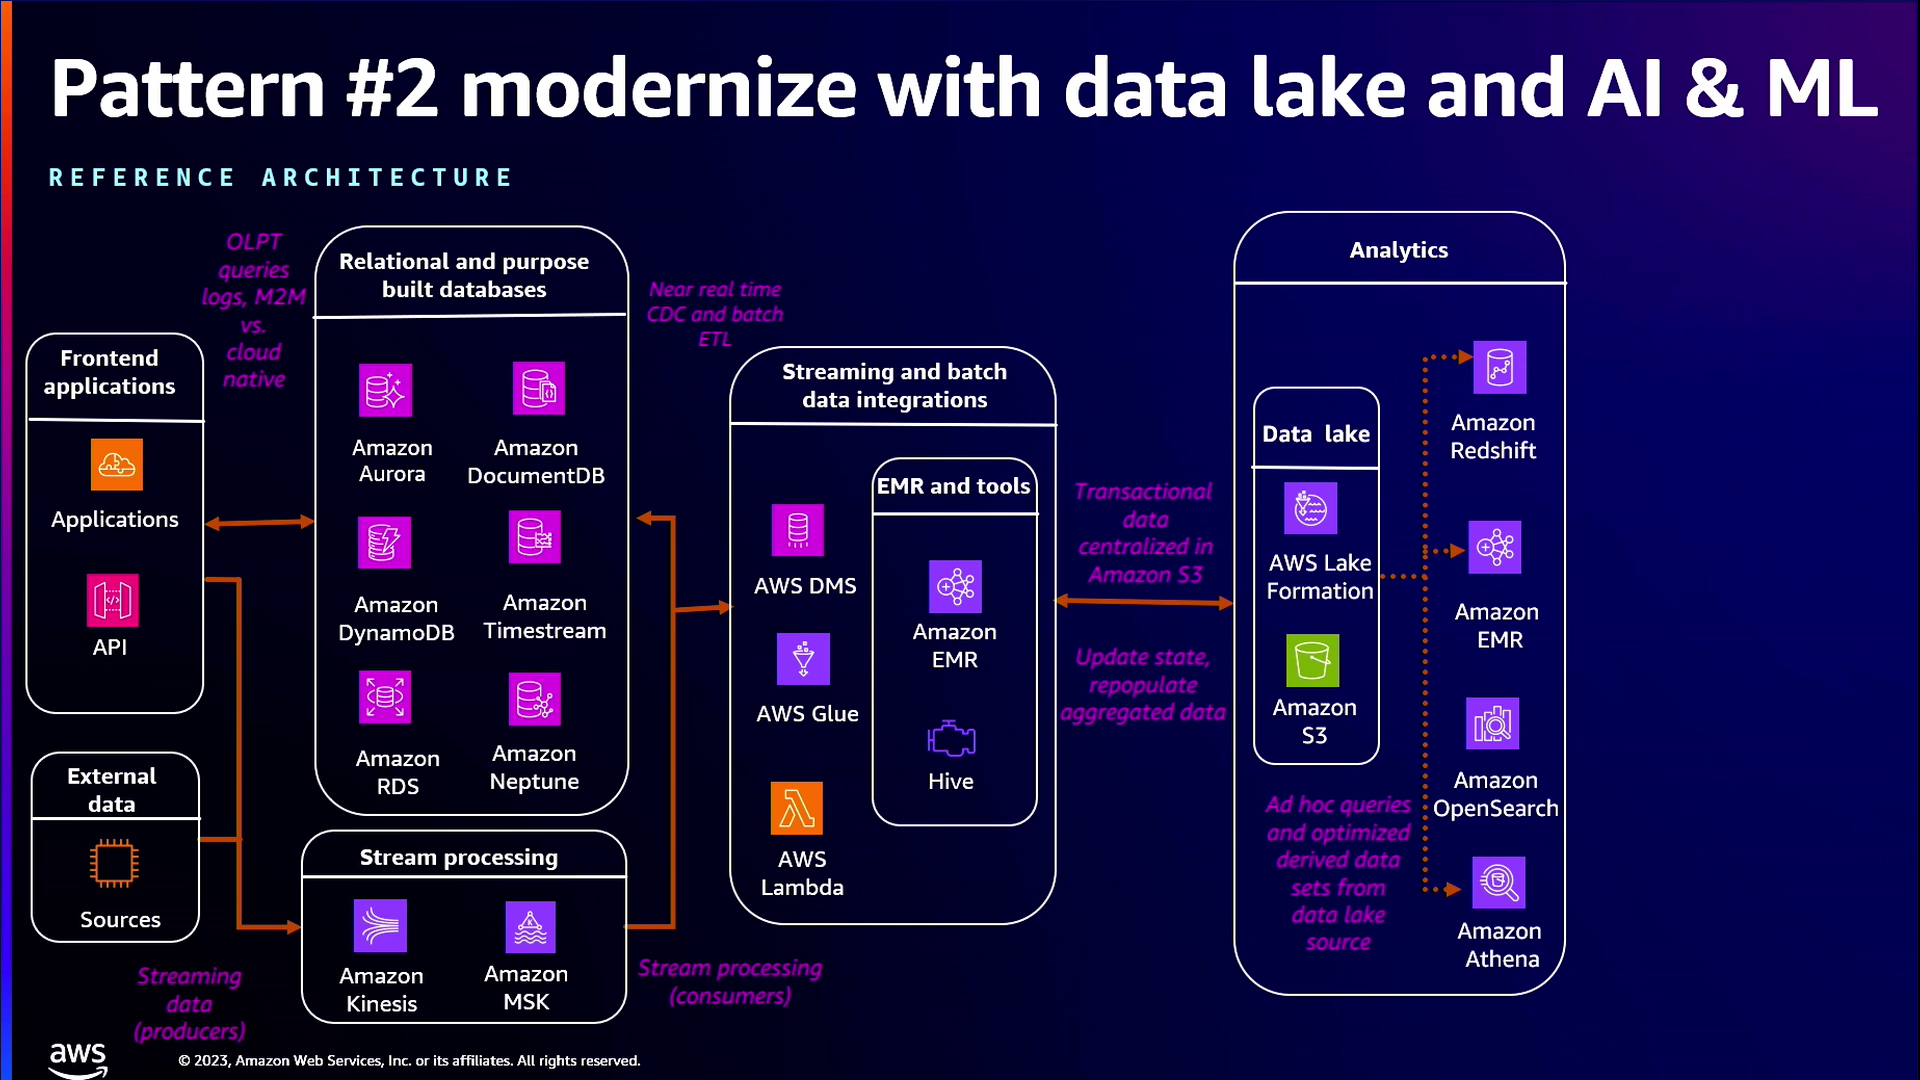 Pattern #2 modernize with data lake and AI & ML
REFERENCE ARCHITECTURE
OLPT
queries
logs, M2M
vs.
cloud
native
Frontend
applications
Applications
API
External
data
Sources
Streaming
data
(producers)
Relational and purpose
built databases
Amazon
Aurora
Amazon
DocumentDB
Amazon
DynamoDB
Amazon
Timestream
Amazon
RDS
Amazon
Neptune
Stream processing
Amazon
Kinesis
Amazon
MSK
Near real time
CDC and batch
ETL
Stream processing
(consumers)
Streaming and batch
data integrations
AWS DMS
AWS Glue
AWS
Lambda
EMR and tools
Amazon
EMR
Hive
Transactional
data
centralized in
Amazon S3
Update state,
repopulate
aggregated data
Analytics
Data lake
AWS Lake
Formation
Amazon
S3
Ad hoc queries
and optimized
derived data
sets from
data lake
source
Amazon
Redshift
Amazon
EMR
Amazon
OpenSearch
Amazon
Athena
aws
© 2023, Amazon Web Services, Inc. or its affiliates. All rights reserved.